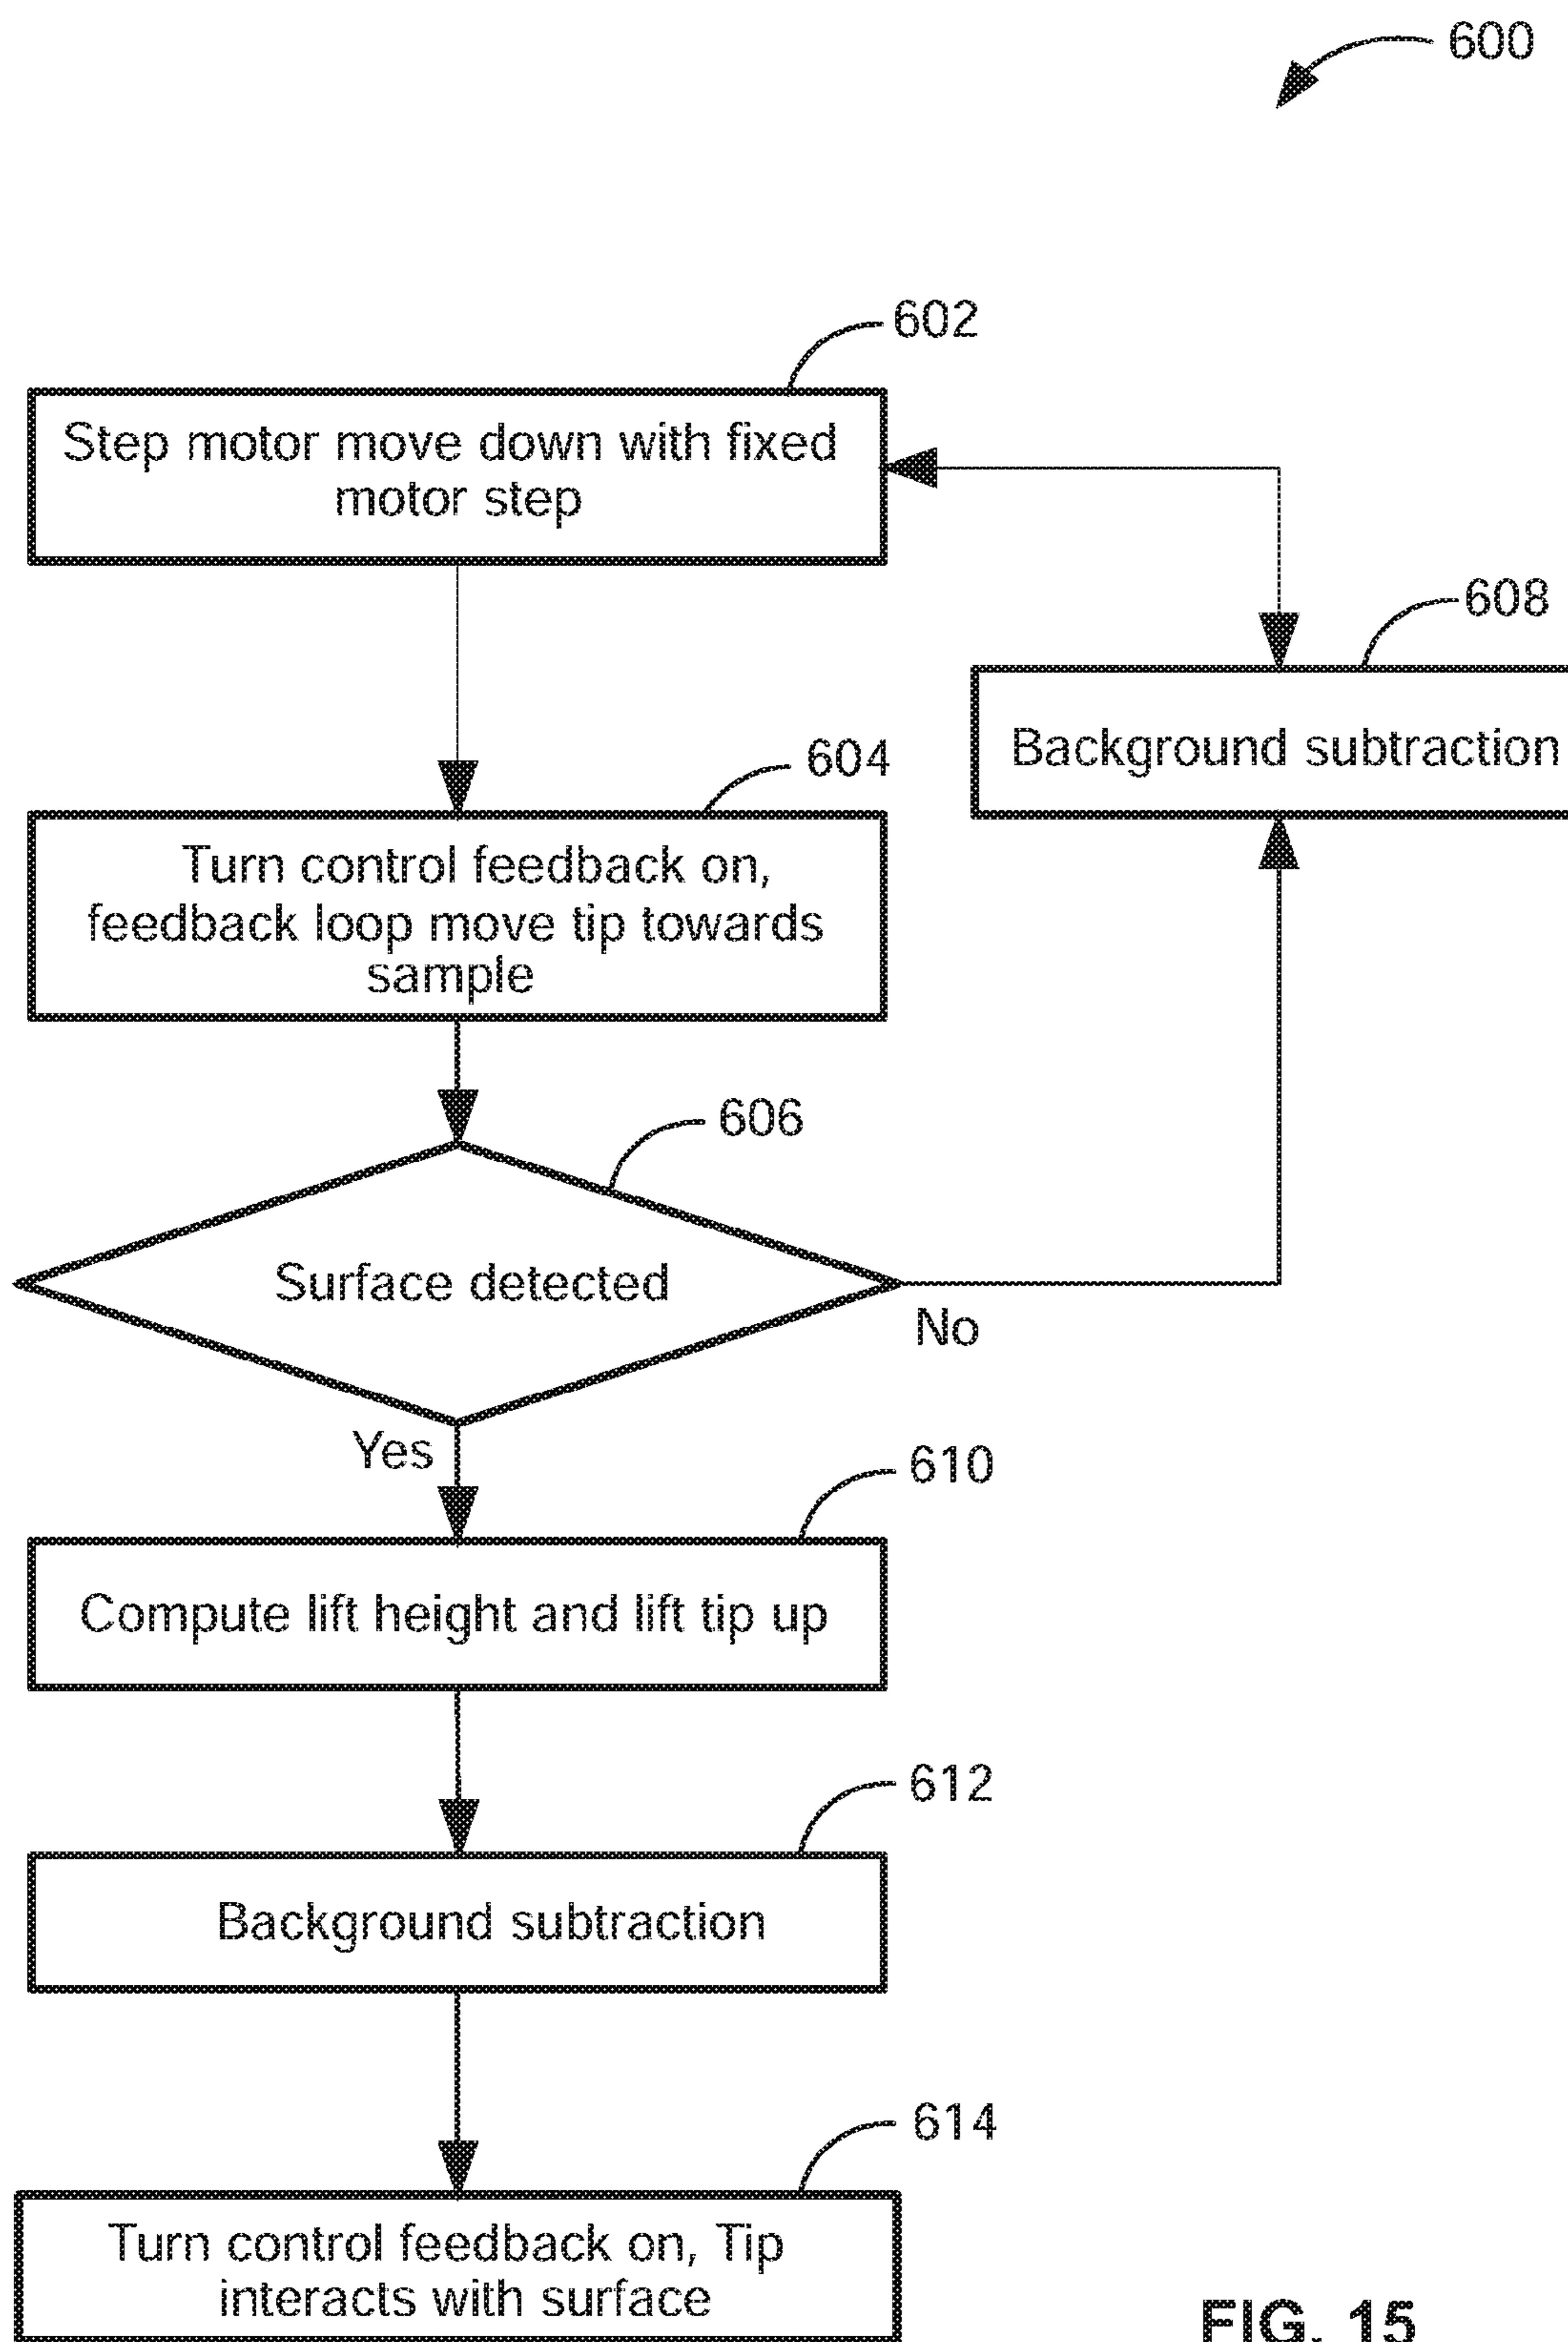 600
602
Step motor move down with fixed
motor step
608
Background subtraction
604
Turn control feedback on,
feedback loop move tip towards
sample
606
Surface detected
No
Yes
610
Compute lift height and lift tip up
612
Background subtraction
614
Turn control feedback on, Tip
interacts with surface
FIG. 15